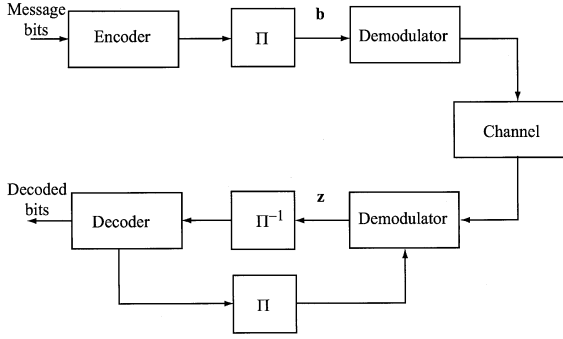 Message
bits
Encoder
Π
b
Demodulator
Channel
Decoded
bits
Decoder
Π⁻¹
z
Demodulator
Π